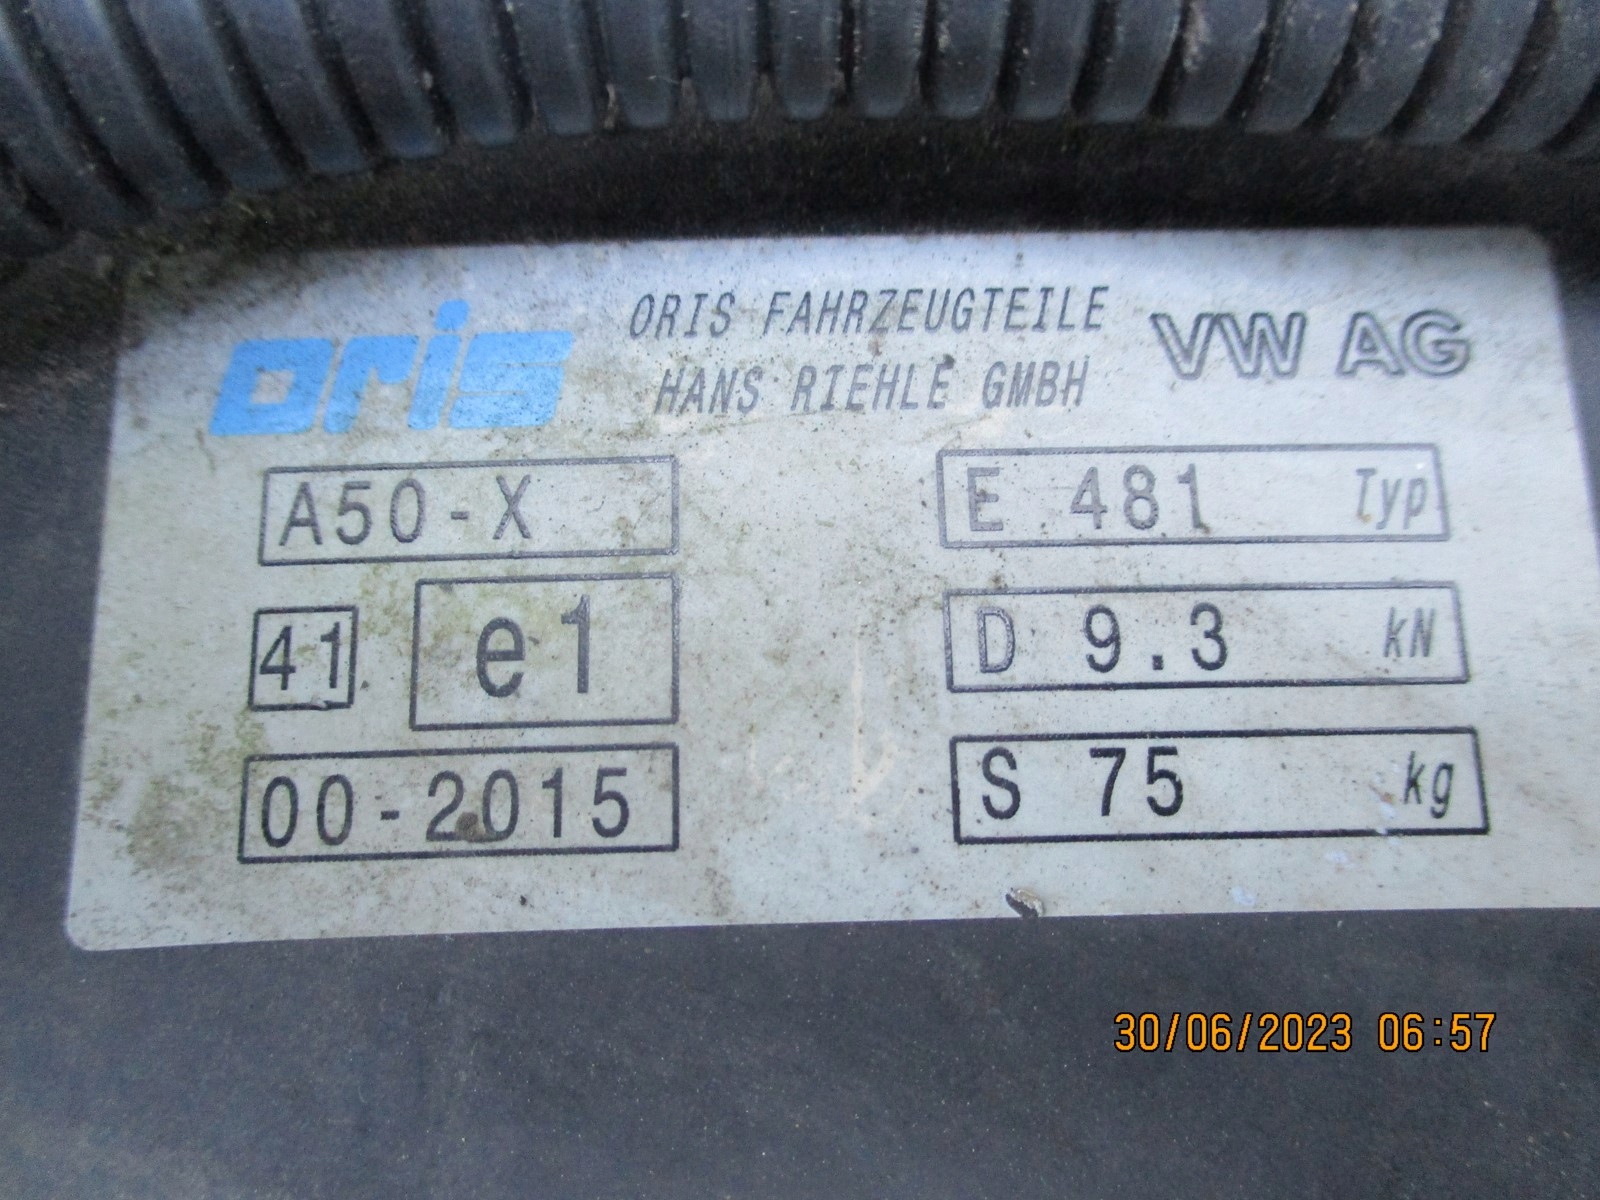 oris
ORIS FAHRZEUGTEILE
HANS RIEHLE GMBH
VW AG
A50-X
E 481 Typ
41
e1
D 9.3 kN
00-2015
S 75 kg
30/06/2023 06:57